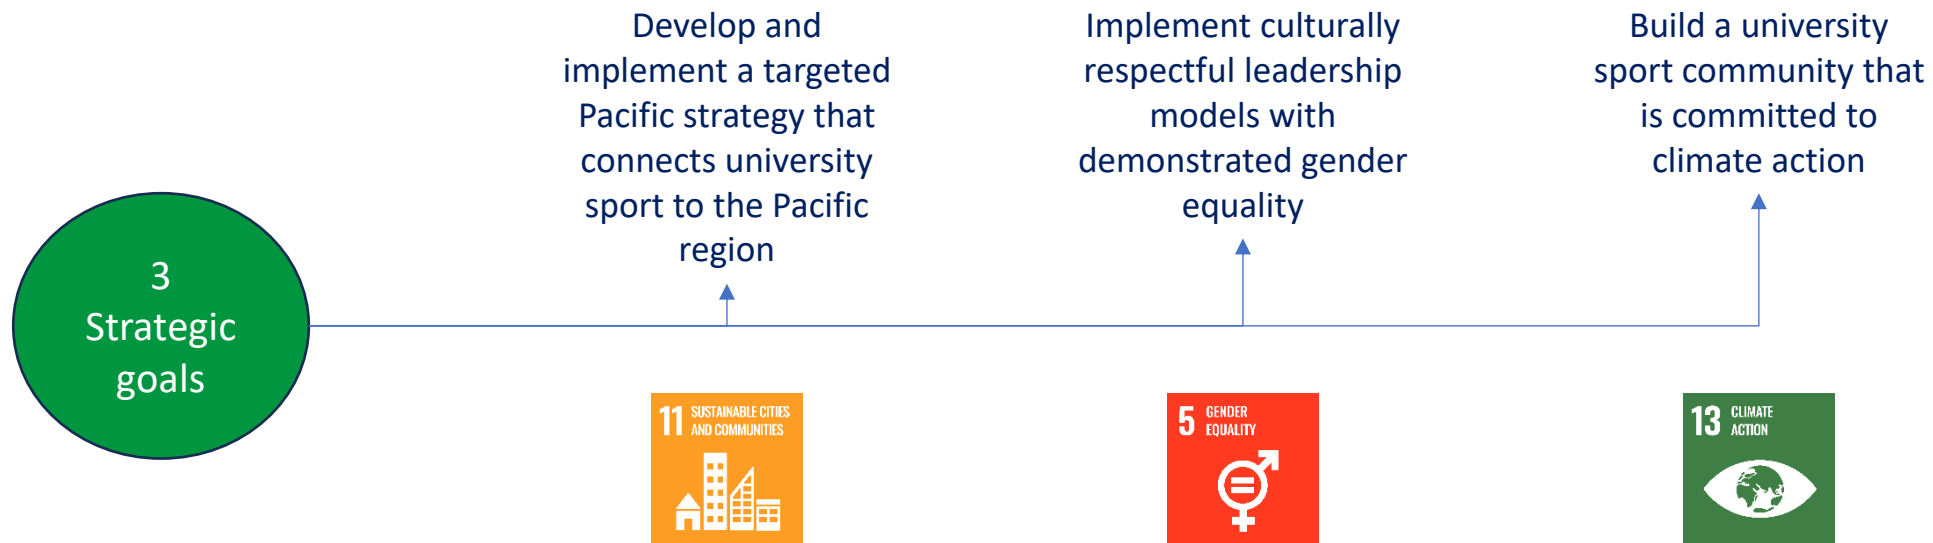 Develop and
implement a targeted
Pacific strategy that
connects university
sport to the Pacific
region
Implement culturally
respectful leadership
models with
demonstrated gender
equality
Build a university
sport community that
is committed to
climate action
3
Strategic
goals
11 SUSTAINABLE CITIES
AND COMMUNITIES
5 GENDER
EQUALITY
13 CLIMATE
ACTION